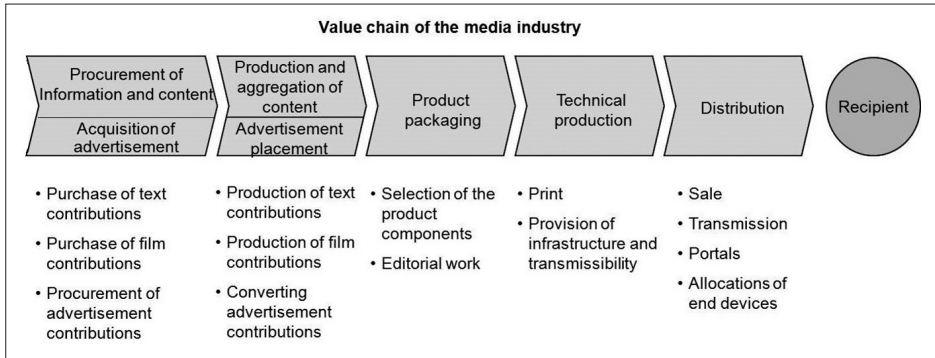 Value chain of the media industry
Procurement of
Information and content
Acquisition of
advertisement
Production and
aggregation of
content
Advertisement
placement
Product
packaging
Technical
production
Distribution
Recipient
• Purchase of text
contributions
• Purchase of film
contributions
• Procurement of
advertisement
contributions
• Production of text
contributions
• Production of film
contributions
• Converting
advertisement
contributions
• Selection of the
product
components
• Editorial work
• Print
• Provision of
infrastructure and
transmissibility
• Sale
• Transmission
• Portals
• Allocations of
end devices